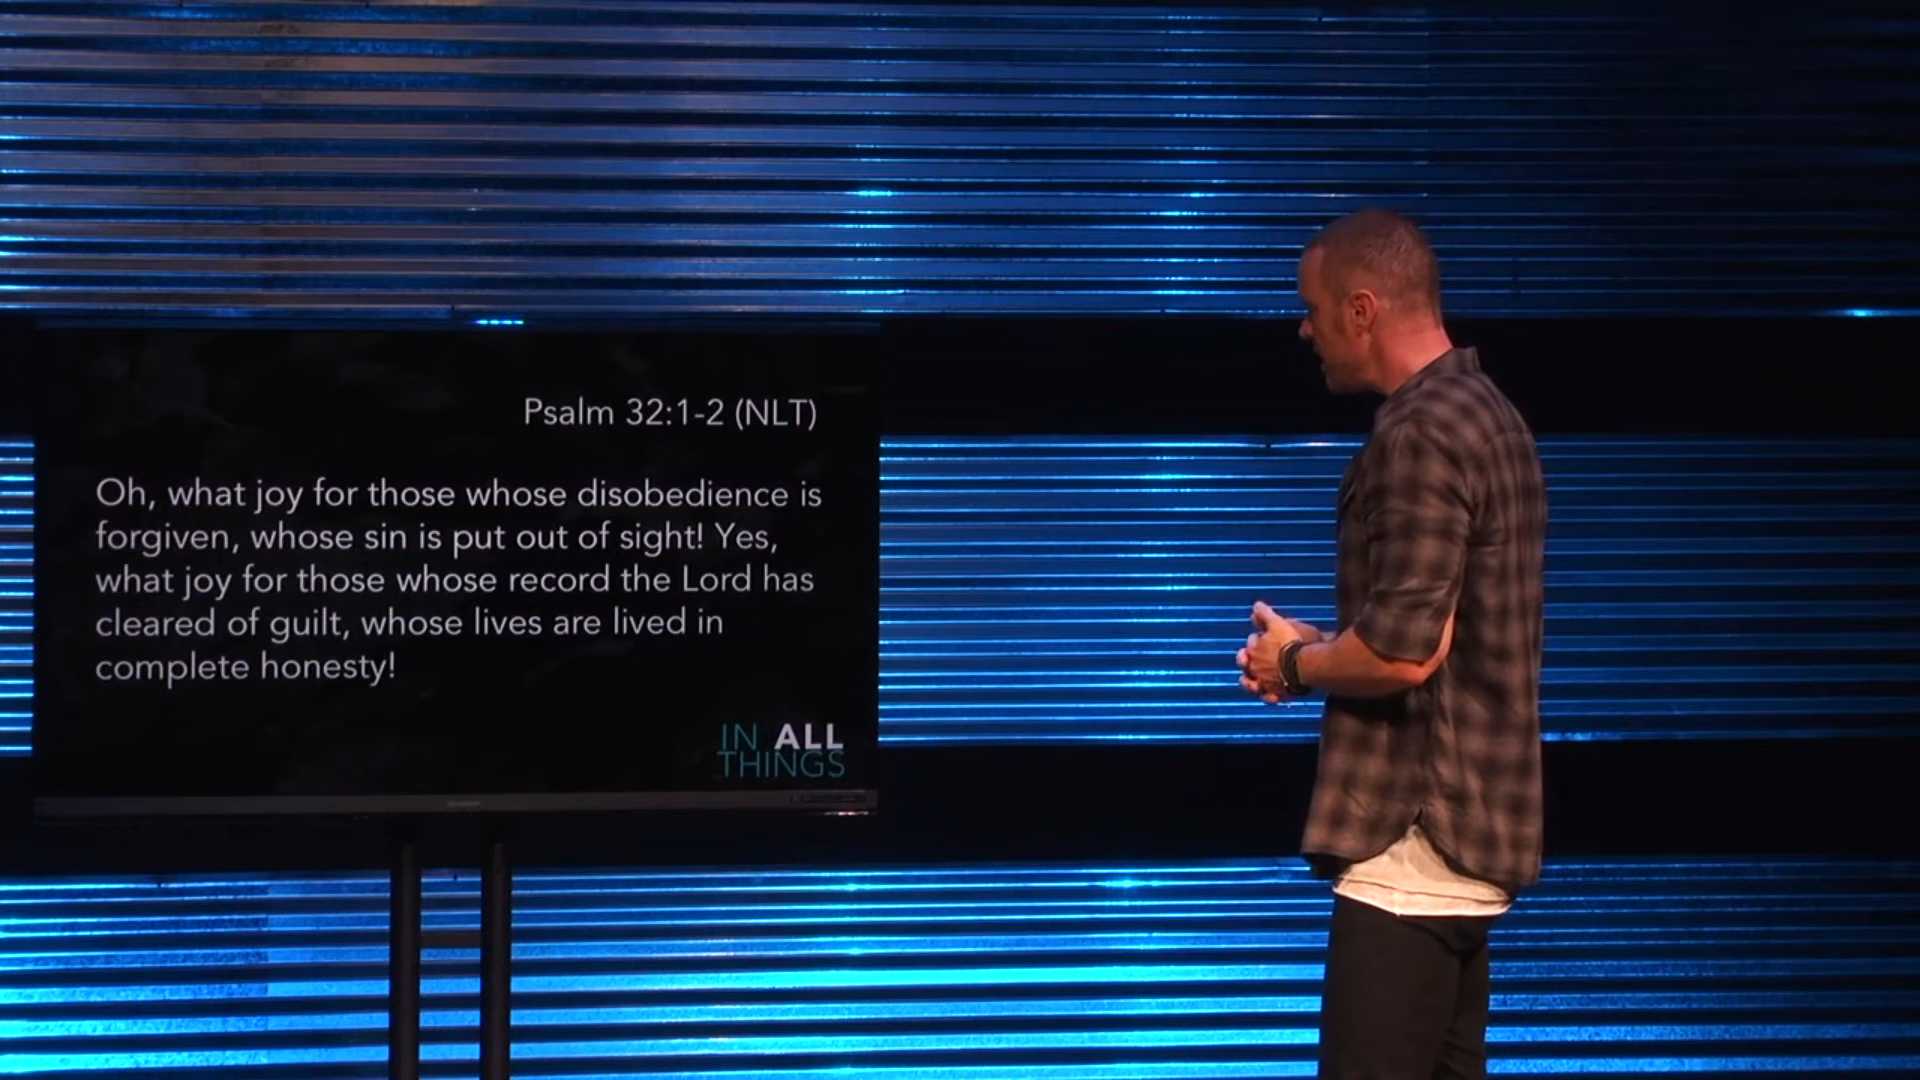 Psalm 32:1-2 (NLT)
Oh, what joy for those whose disobedience is
forgiven, whose sin is put out of sight! Yes,
what joy for those whose record the Lord has
cleared of guilt, whose lives are lived in
complete honesty!
IN ALL
THINGS